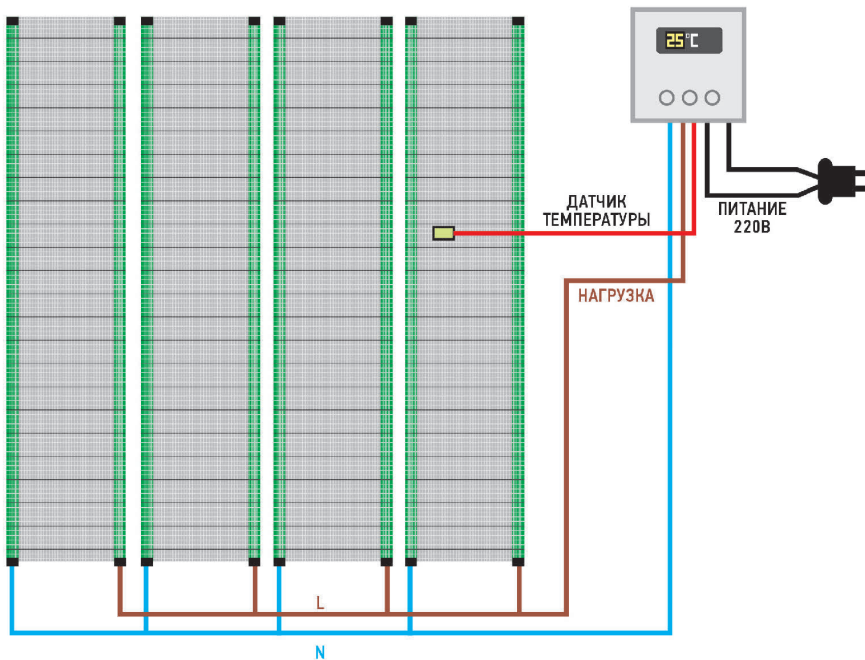 25°C
ДАТЧИК
ТЕМПЕРАТУРЫ
ПИТАНИЕ
220В
НАГРУЗКА
L
N